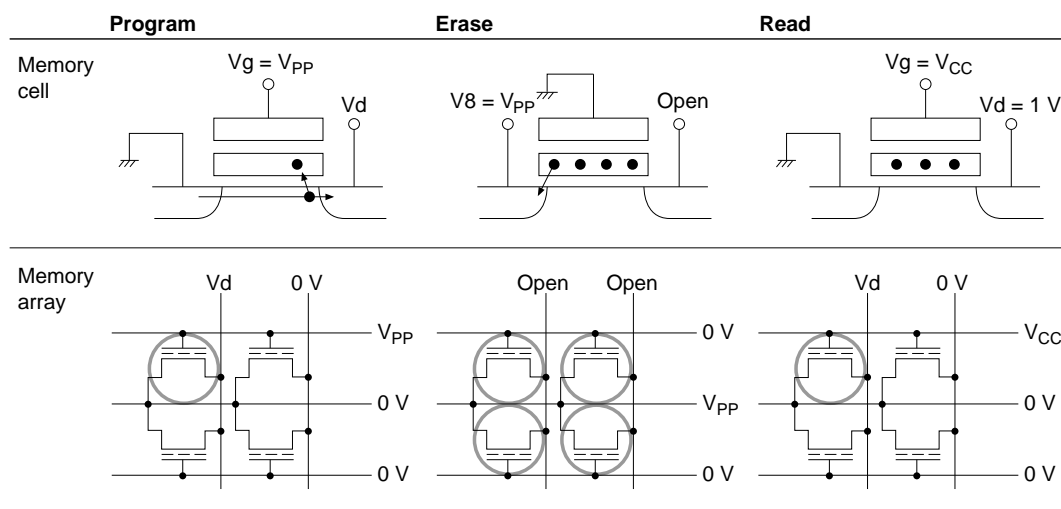 Program Erase Read
Memory
cell
Vg = VPP
Vd
V8 = VPP
Open
Vg = VCC
Vd = 1 V
Memory
array
Vd 0 V
VPP
0 V
0 V
Open Open
0 V
VPP
0 V
Vd 0 V
VCC
0 V
0 V